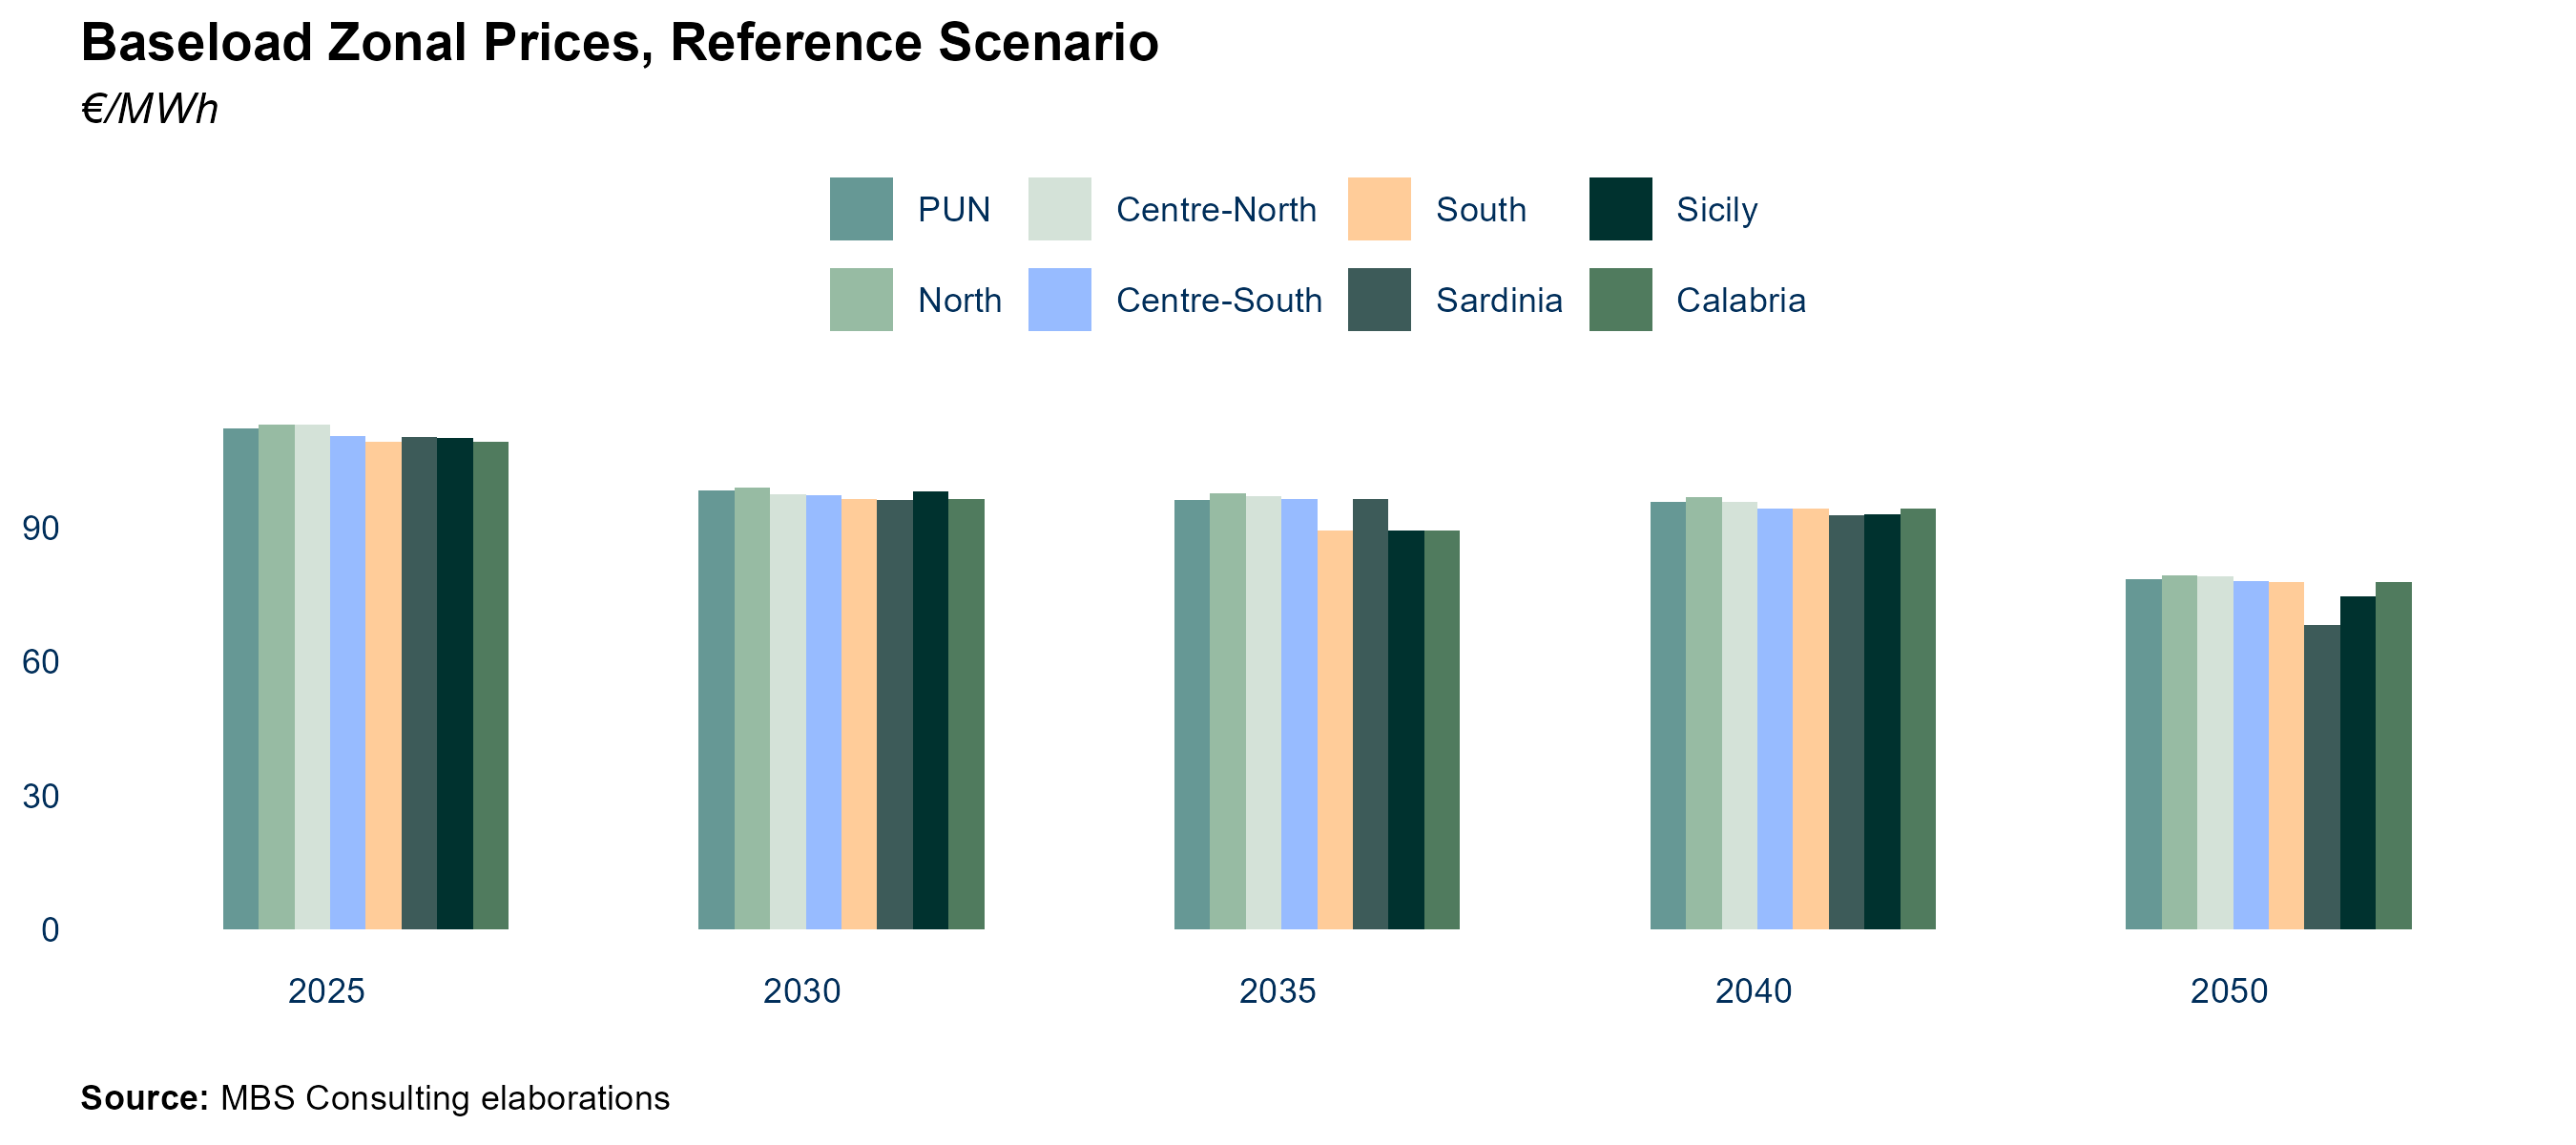 Baseload Zonal Prices, Reference Scenario
€/MWh
PUN Centre-North South Sicily
North Centre-South Sardinia Calabria
90
60
30
0
2025 2030 2035 2040 2050
Source: MBS Consulting elaborations